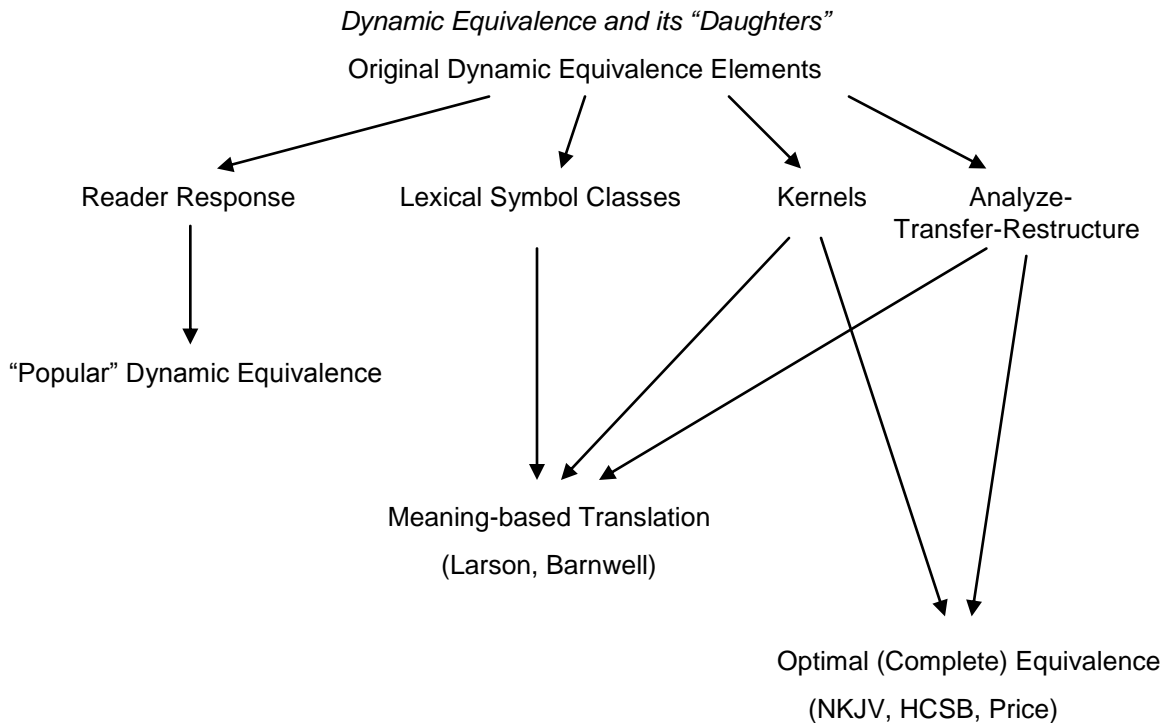 Dynamic Equivalence and its “Daughters”
Original Dynamic Equivalence Elements
Reader Response
Lexical Symbol Classes
Kernels
Analyze-
Transfer-Restructure
“Popular” Dynamic Equivalence
Meaning-based Translation
(Larson, Barnwell)
Optimal (Complete) Equivalence
(NKJV, HCSB, Price)